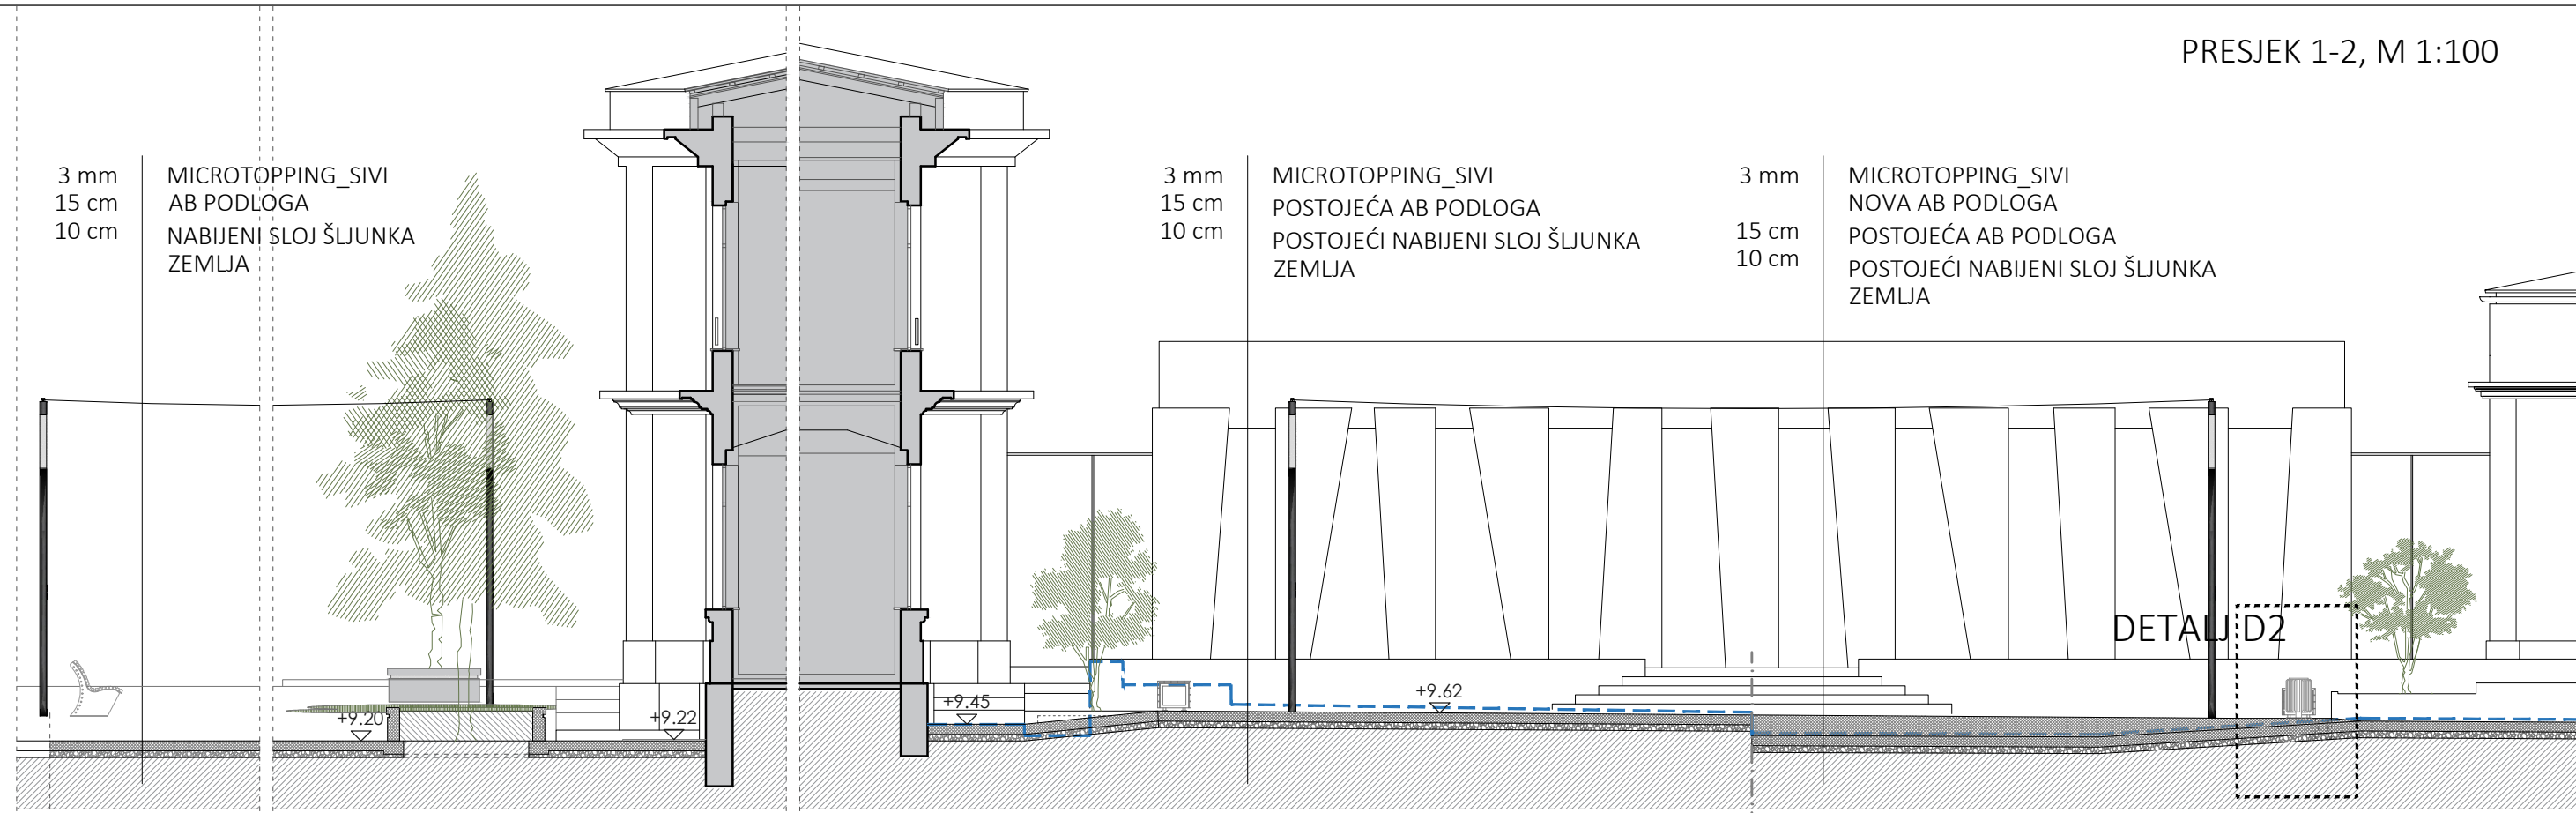 PRESJEK 1-2, M 1:100
3 mm MICROTOPPING_SIVI
15 cm AB PODLOGA
10 cm NABIJENI SLOJ ŠLJUNKA
ZEMLJA
3 mm MICROTOPPING_SIVI
15 cm POSTOJEĆA AB PODLOGA
10 cm POSTOJEĆI NABIJENI SLOJ ŠLJUNKA
ZEMLJA
3 mm MICROTOPPING_SIVI
NOVA AB PODLOGA
15 cm POSTOJEĆA AB PODLOGA
10 cm POSTOJEĆI NABIJENI SLOJ ŠLJUNKA
ZEMLJA
DETALJ D2
+9.20
+9.22
+9.45
+9.62